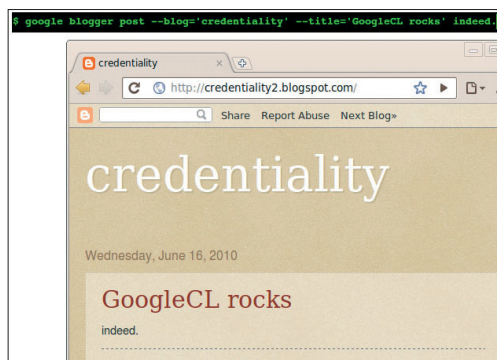 $ google blogger post --blog='credentiality' --title='GoogleCL rocks' indeed.
credentiality
http://credentiality2.blogspot.com/
Share Report Abuse Next Blog»
credentiality
Wednesday, June 16, 2010
GoogleCL rocks
indeed.